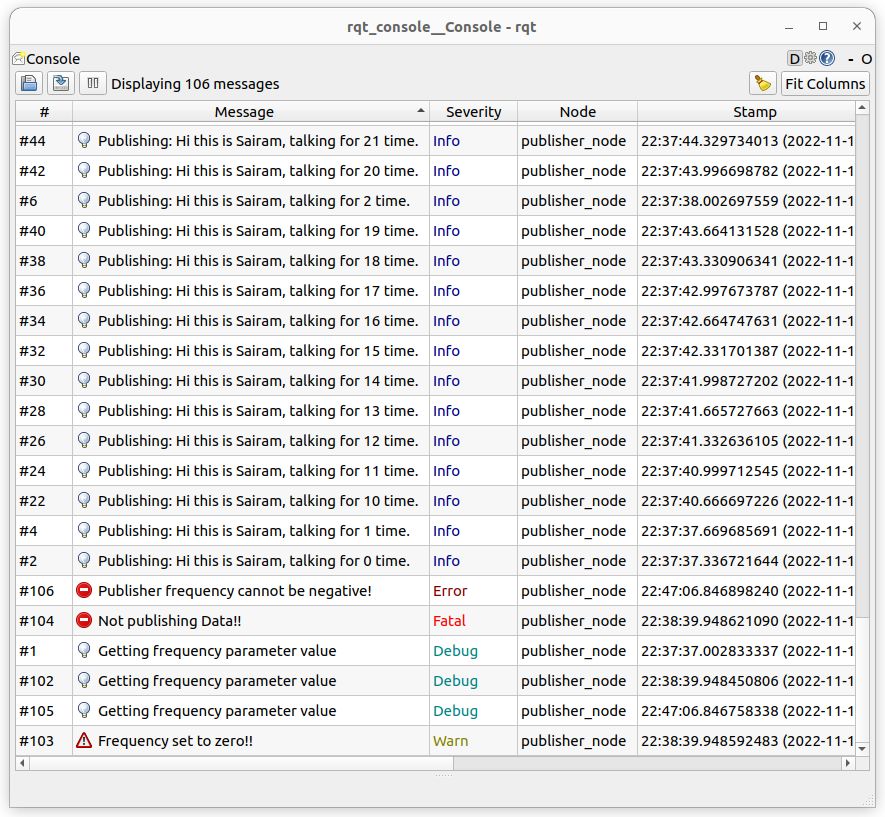 rqt_console__Console - rqt
Console D - O
Displaying 106 messages Fit Columns
# Message Severity Node Stamp
#44 Publishing: Hi this is Sairam, talking for 21 time. Info publisher_node 22:37:44.329734013 (2022-11-1
#42 Publishing: Hi this is Sairam, talking for 20 time. Info publisher_node 22:37:43.996698782 (2022-11-1
#6 Publishing: Hi this is Sairam, talking for 2 time. Info publisher_node 22:37:38.002697559 (2022-11-1
#40 Publishing: Hi this is Sairam, talking for 19 time. Info publisher_node 22:37:43.664131528 (2022-11-1
#38 Publishing: Hi this is Sairam, talking for 18 time. Info publisher_node 22:37:43.330906341 (2022-11-1
#36 Publishing: Hi this is Sairam, talking for 17 time. Info publisher_node 22:37:42.997673787 (2022-11-1
#34 Publishing: Hi this is Sairam, talking for 16 time. Info publisher_node 22:37:42.664747631 (2022-11-1
#32 Publishing: Hi this is Sairam, talking for 15 time. Info publisher_node 22:37:42.331701387 (2022-11-1
#30 Publishing: Hi this is Sairam, talking for 14 time. Info publisher_node 22:37:41.998727202 (2022-11-1
#28 Publishing: Hi this is Sairam, talking for 13 time. Info publisher_node 22:37:41.665727663 (2022-11-1
#26 Publishing: Hi this is Sairam, talking for 12 time. Info publisher_node 22:37:41.332636105 (2022-11-1
#24 Publishing: Hi this is Sairam, talking for 11 time. Info publisher_node 22:37:40.999712545 (2022-11-1
#22 Publishing: Hi this is Sairam, talking for 10 time. Info publisher_node 22:37:40.666697226 (2022-11-1
#4 Publishing: Hi this is Sairam, talking for 1 time. Info publisher_node 22:37:37.669685691 (2022-11-1
#2 Publishing: Hi this is Sairam, talking for 0 time. Info publisher_node 22:37:37.336721644 (2022-11-1
#106 Publisher frequency cannot be negative! Error publisher_node 22:47:06.846898240 (2022-11-1
#104 Not publishing Data!! Fatal publisher_node 22:38:39.948621090 (2022-11-1
#1 Getting frequency parameter value Debug publisher_node 22:37:37.002833337 (2022-11-1
#102 Getting frequency parameter value Debug publisher_node 22:38:39.948450806 (2022-11-1
#105 Getting frequency parameter value Debug publisher_node 22:47:06.846758338 (2022-11-1
#103 Frequency set to zero!! Warn publisher_node 22:38:39.948592483 (2022-11-1